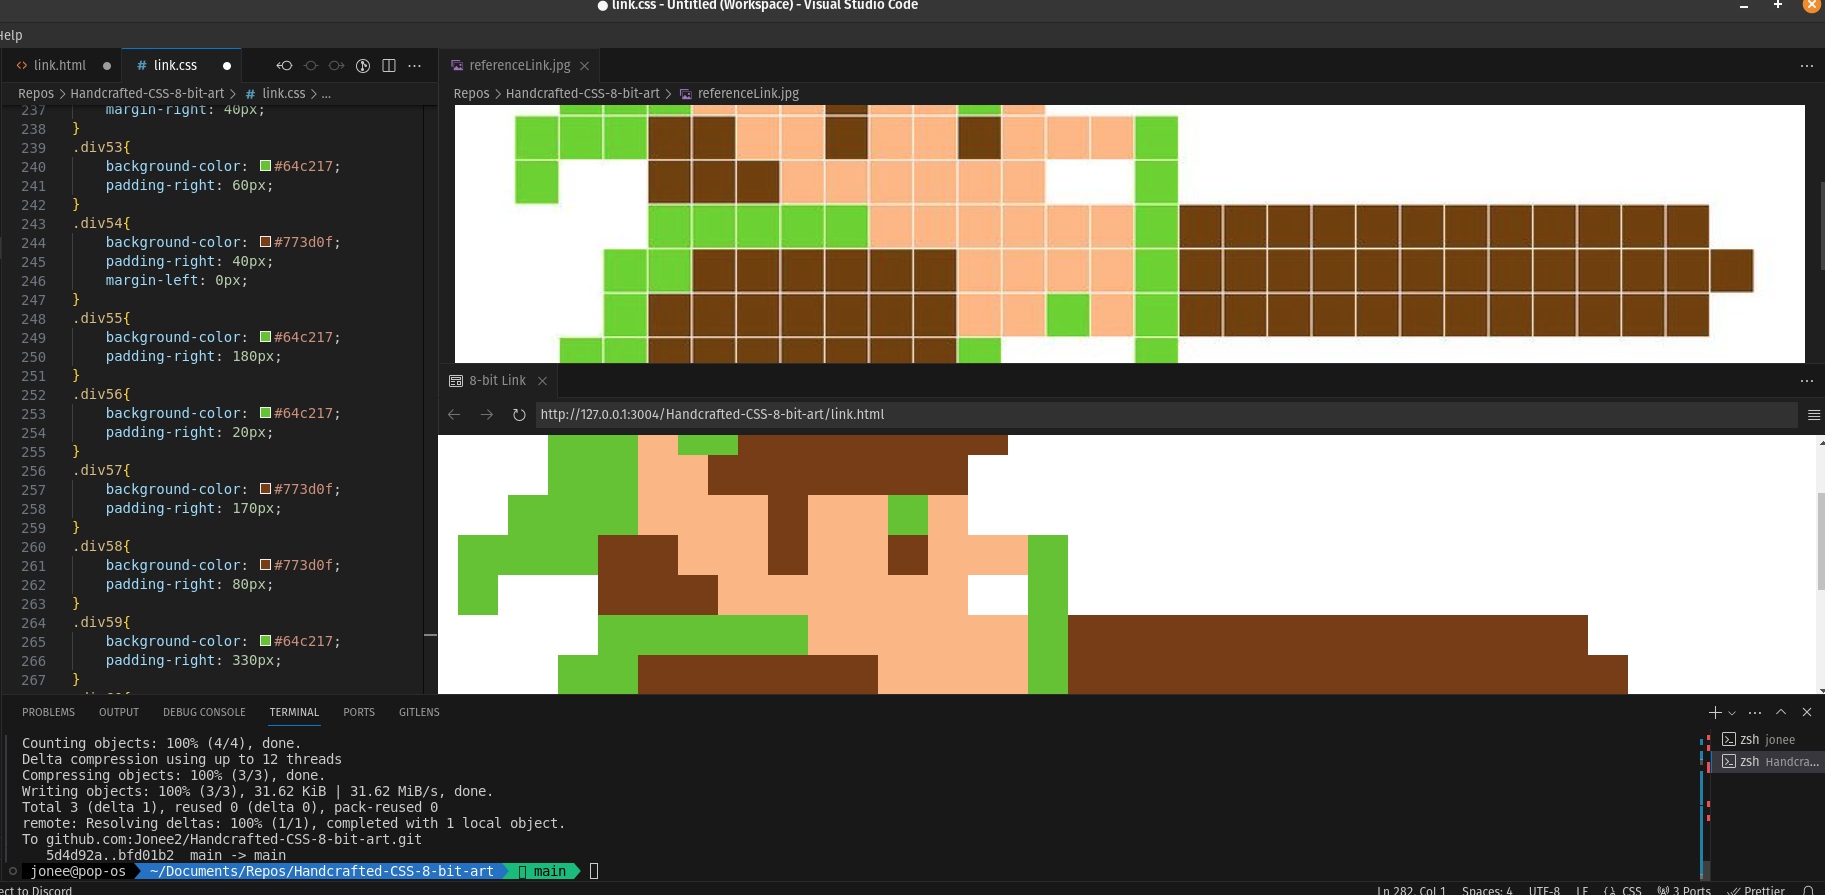 link.css - Untitled (Workspace) - Visual Studio Code
Help
link.html
# link.css
Repos > Handcrafted-CSS-8-bit-art > # link.css > ...
237 margin-right: 40px;
238 }
239 .div53{
240 background-color: #64c217;
241 padding-right: 60px;
242 }
243 .div54{
244 background-color: #773d0f;
245 padding-right: 40px;
246 margin-left: 0px;
247 }
248 .div55{
249 background-color: #64c217;
250 padding-right: 180px;
251 }
252 .div56{
253 background-color: #64c217;
254 padding-right: 20px;
255 }
256 .div57{
257 background-color: #773d0f;
258 padding-right: 170px;
259 }
260 .div58{
261 background-color: #773d0f;
262 padding-right: 80px;
263 }
264 .div59{
265 background-color: #64c217;
266 padding-right: 330px;
267 }
referenceLink.jpg
Repos > Handcrafted-CSS-8-bit-art > referenceLink.jpg
8-bit Link
http://127.0.0.1:3004/Handcrafted-CSS-8-bit-art/link.html
PROBLEMS OUTPUT DEBUG CONSOLE TERMINAL PORTS GITLENS
Counting objects: 100% (4/4), done.
Delta compression using up to 12 threads
Compressing objects: 100% (3/3), done.
Writing objects: 100% (3/3), 31.62 KiB | 31.62 MiB/s, done.
Total 3 (delta 1), reused 0 (delta 0), pack-reused 0
remote: Resolving deltas: 100% (1/1), completed with 1 local object.
To github.com:Jonee2/Handcrafted-CSS-8-bit-art.git
5d4d92a..bfd01b2 main -> main
jonee@pop-os ~/Documents/Repos/Handcrafted-CSS-8-bit-art main
zsh jonee
zsh Handcra...
ect to Discord
Ln 282, Col 1 Spaces: 4 UTF-8 LF {} CSS 3 Ports Prettier